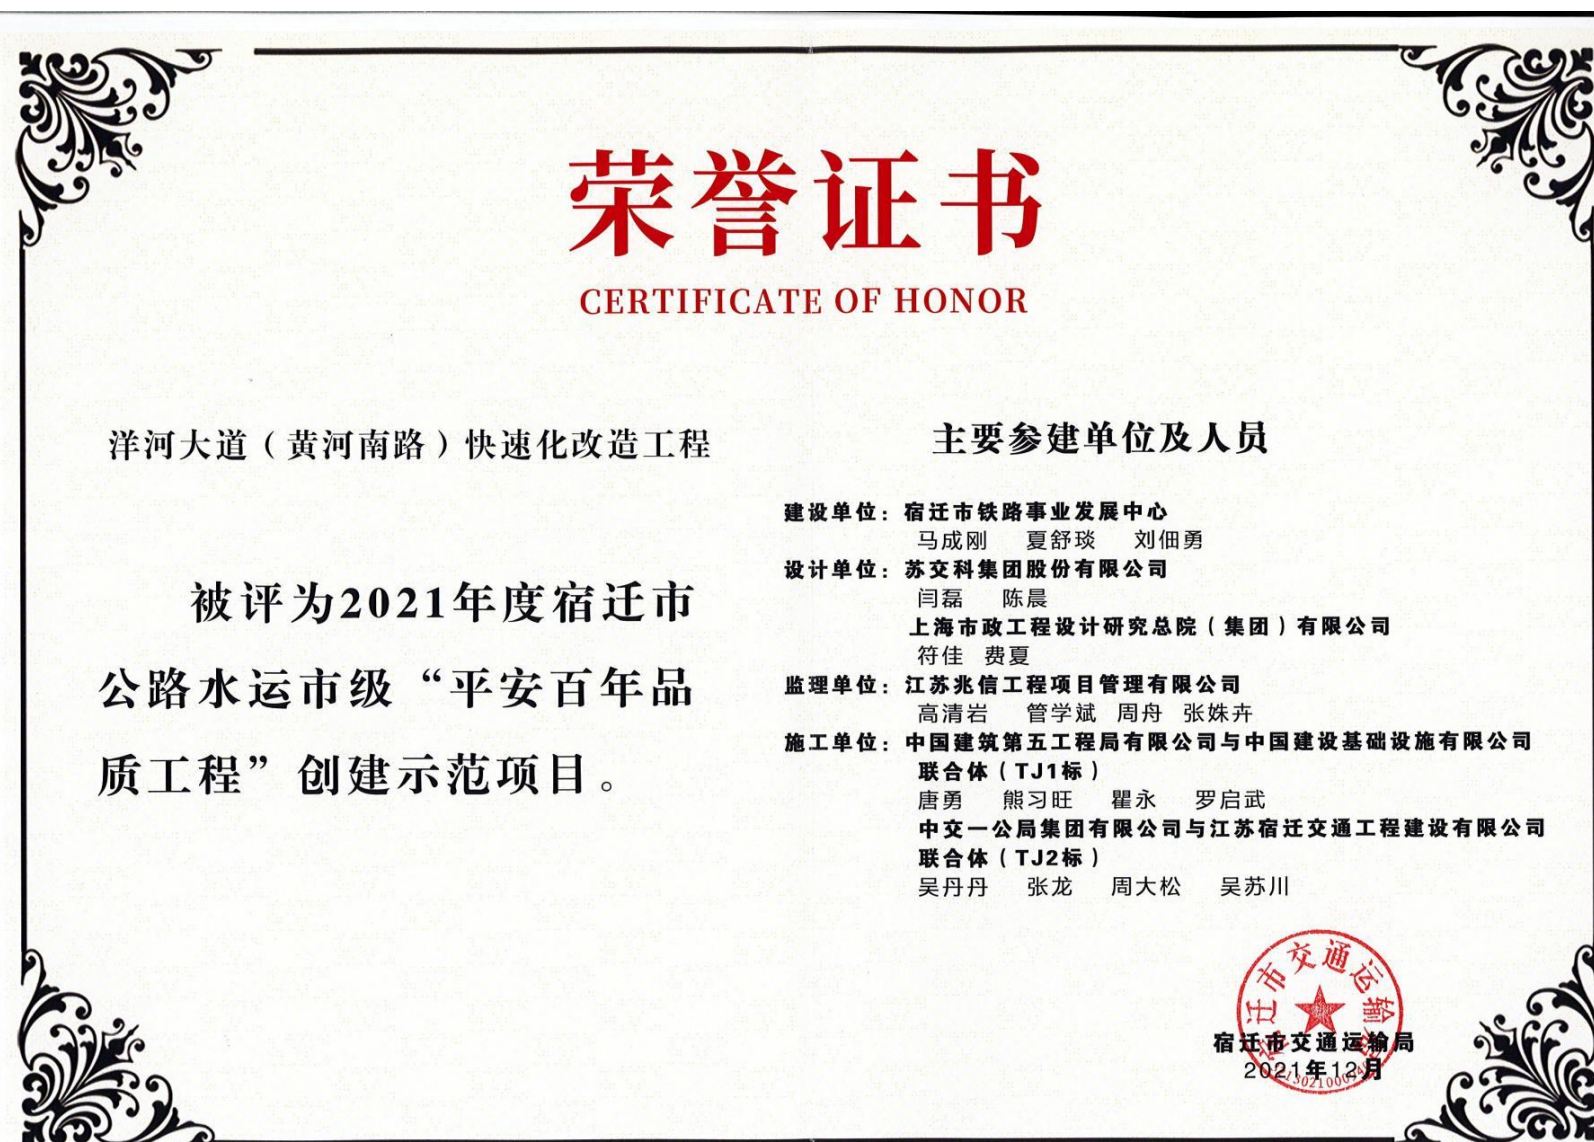 荣誉证书
CERTIFICATE OF HONOR
洋河大道（黄河南路）快速化改造工程
被评为2021年度宿迁市
公路水运市级“平安百年品
质工程”创建示范项目。
主要参建单位及人员
建设单位：宿迁市铁路事业发展中心
马成刚 夏舒琰 刘佃勇
设计单位：苏交科集团股份有限公司
闫磊 陈晨
上海市政工程设计研究总院（集团）有限公司
符佳 费夏
监理单位：江苏兆信工程项目管理有限公司
高清岩 管学斌 周舟 张姝卉
施工单位：中国建筑第五工程局有限公司与中国建设基础设施有限公司
联合体（TJ1标）
唐勇 熊习旺 瞿永 罗启武
中交一公局集团有限公司与江苏宿迁交通工程建设有限公司
联合体（TJ2标）
吴丹丹 张龙 周大松 吴苏川
宿迁市交通运输局
宿迁市交通运输局
2021年12月